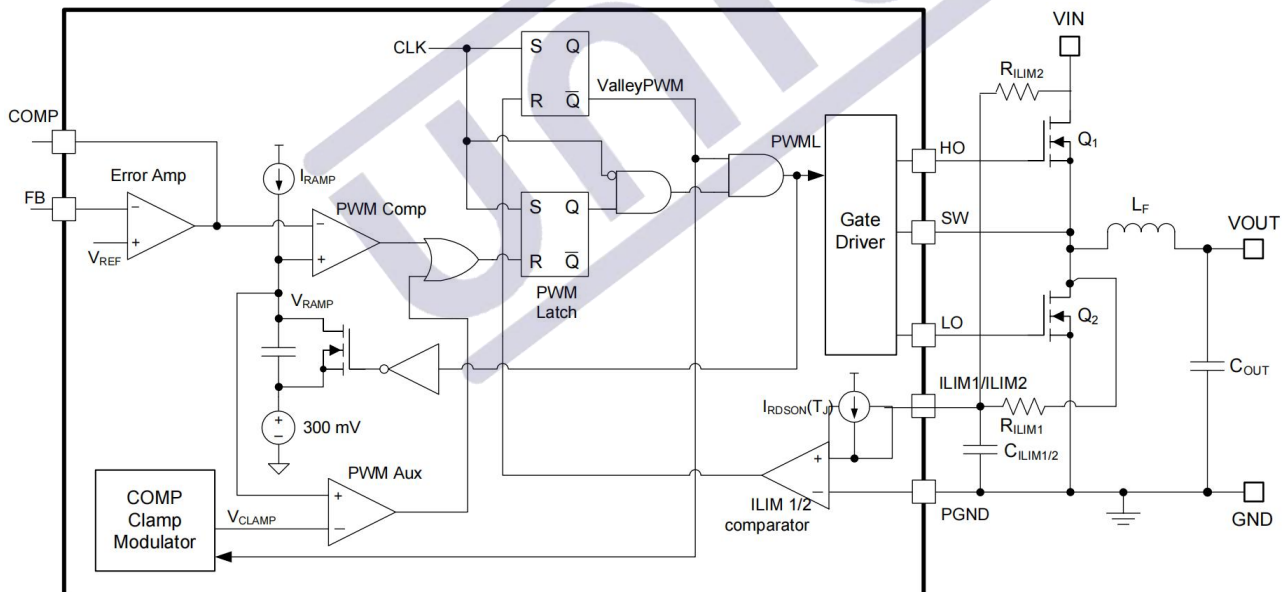 VIN
CLK
S Q
R Q
ValleyPWM
R_ILIM2
COMP
Error Amp
FB
V_REF
I_RAMP
PWM Comp
S Q
R Q
PWM
Latch
PWML
Gate
Driver
HO
SW
LO
Q1
Q2
L_F
VOUT
C_OUT
V_RAMP
300 mV
PWM Aux
COMP
Clamp
Modulator
V_CLAMP
I_RDSON(T_J)
ILIM1/ILIM2
R_ILIM1
C_ILIM1/2
ILIM 1/2
comparator
PGND
GND